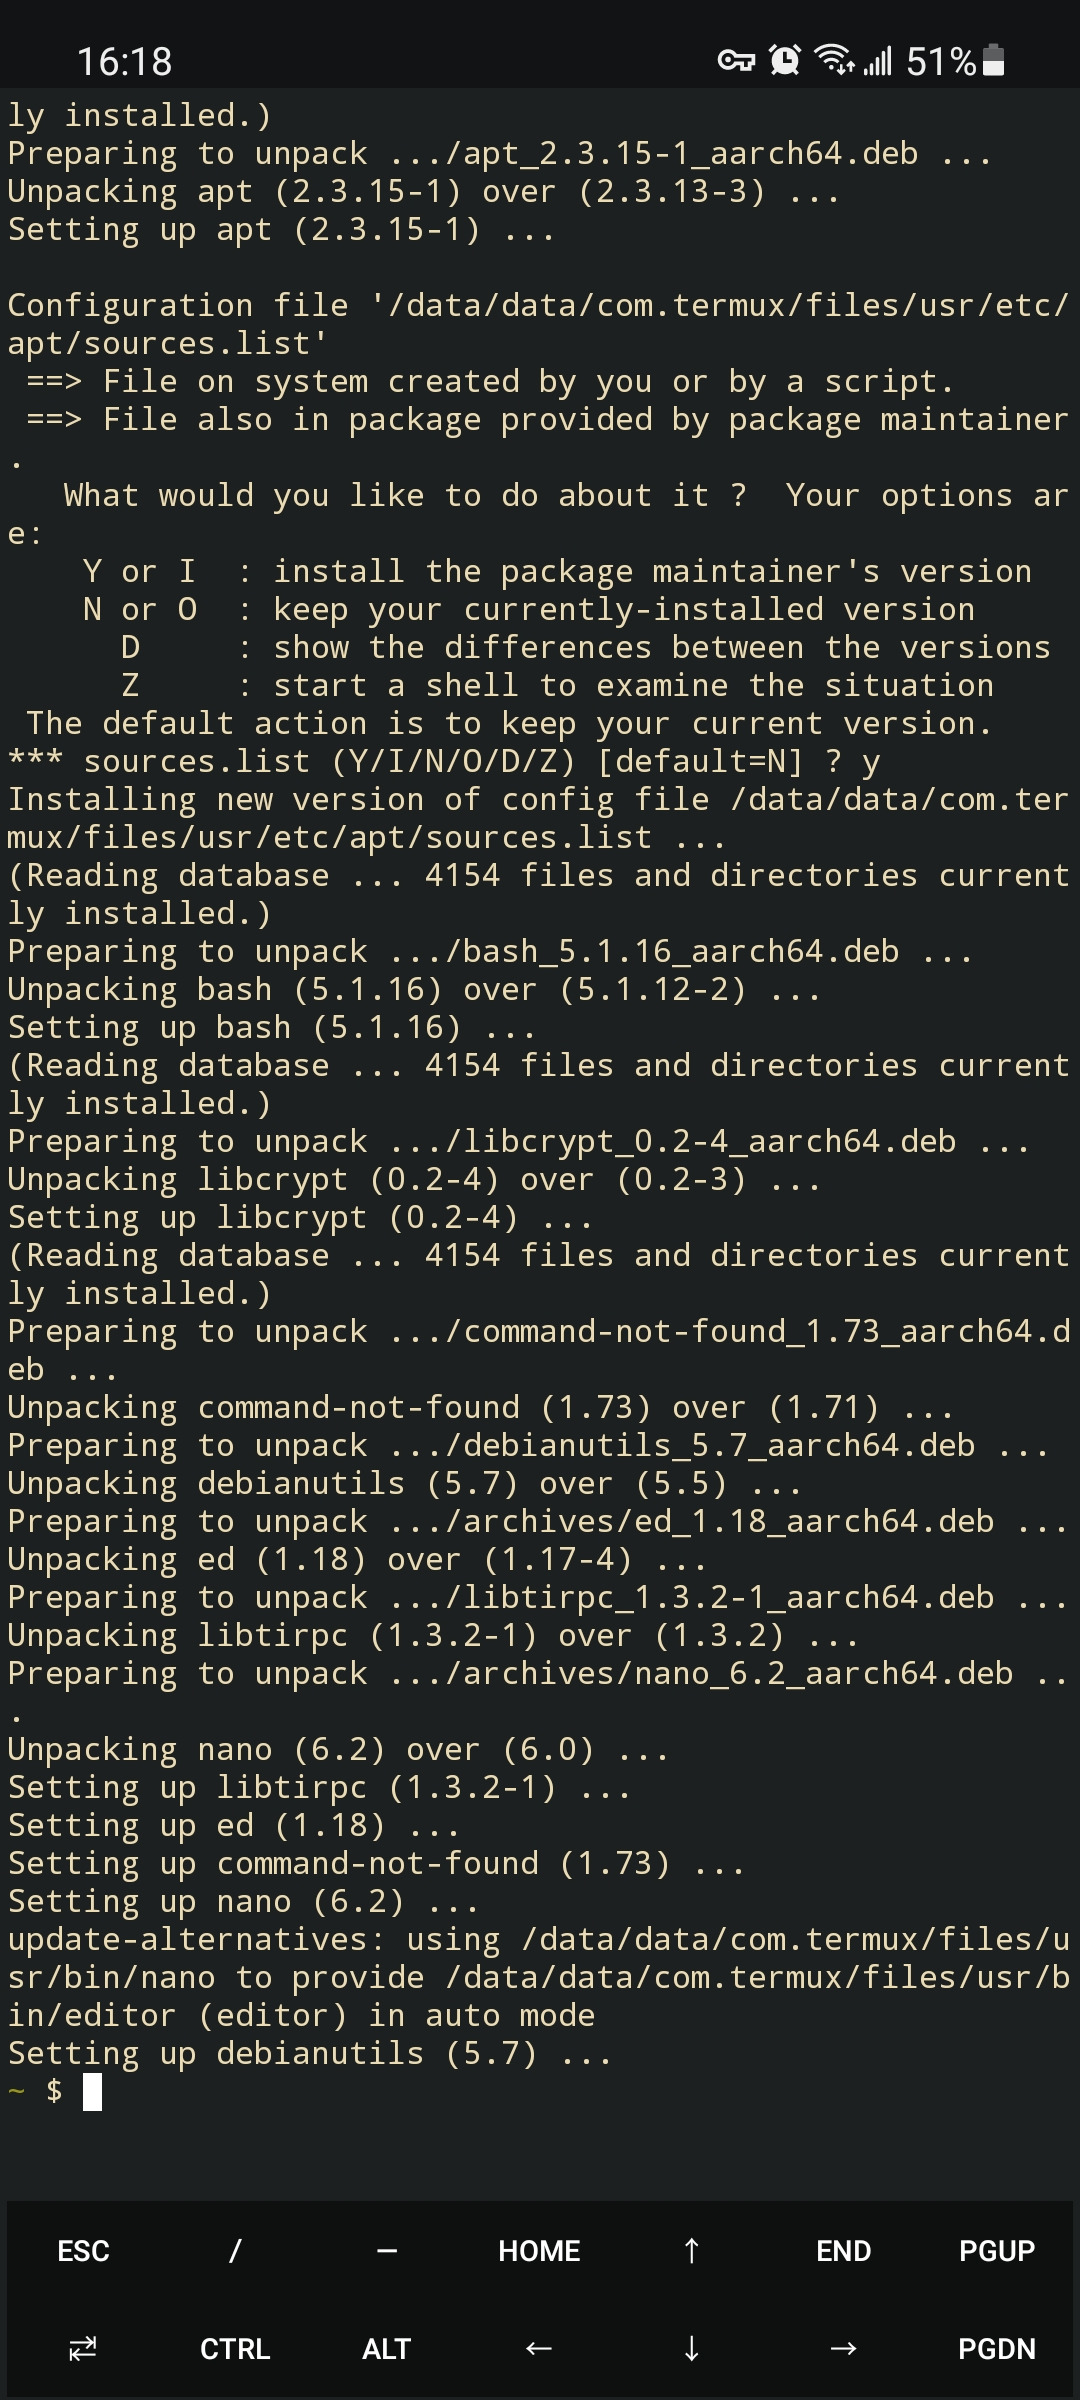 16:18 51%
ly installed.)
Preparing to unpack .../apt_2.3.15-1_aarch64.deb ...
Unpacking apt (2.3.15-1) over (2.3.13-3) ...
Setting up apt (2.3.15-1) ...
Configuration file '/data/data/com.termux/files/usr/etc/
apt/sources.list'
 ==> File on system created by you or by a script.
 ==> File also in package provided by package maintainer
.
   What would you like to do about it ?  Your options ar
e:
    Y or I  : install the package maintainer's version
    N or O  : keep your currently-installed version
      D     : show the differences between the versions
      Z     : start a shell to examine the situation
 The default action is to keep your current version.
*** sources.list (Y/I/N/O/D/Z) [default=N] ? y
Installing new version of config file /data/data/com.ter
mux/files/usr/etc/apt/sources.list ...
(Reading database ... 4154 files and directories current
ly installed.)
Preparing to unpack .../bash_5.1.16_aarch64.deb ...
Unpacking bash (5.1.16) over (5.1.12-2) ...
Setting up bash (5.1.16) ...
(Reading database ... 4154 files and directories current
ly installed.)
Preparing to unpack .../libcrypt_0.2-4_aarch64.deb ...
Unpacking libcrypt (0.2-4) over (0.2-3) ...
Setting up libcrypt (0.2-4) ...
(Reading database ... 4154 files and directories current
ly installed.)
Preparing to unpack .../command-not-found_1.73_aarch64.d
eb ...
Unpacking command-not-found (1.73) over (1.71) ...
Preparing to unpack .../debianutils_5.7_aarch64.deb ...
Unpacking debianutils (5.7) over (5.5) ...
Preparing to unpack .../archives/ed_1.18_aarch64.deb ...
Unpacking ed (1.18) over (1.17-4) ...
Preparing to unpack .../libtirpc_1.3.2-1_aarch64.deb ...
Unpacking libtirpc (1.3.2-1) over (1.3.2) ...
Preparing to unpack .../archives/nano_6.2_aarch64.deb ..
.
Unpacking nano (6.2) over (6.0) ...
Setting up libtirpc (1.3.2-1) ...
Setting up ed (1.18) ...
Setting up command-not-found (1.73) ...
Setting up nano (6.2) ...
update-alternatives: using /data/data/com.termux/files/u
sr/bin/nano to provide /data/data/com.termux/files/usr/b
in/editor (editor) in auto mode
Setting up debianutils (5.7) ...
~ $
ESC / — HOME ↑ END PGUP
⇄ CTRL ALT ← ↓ → PGDN